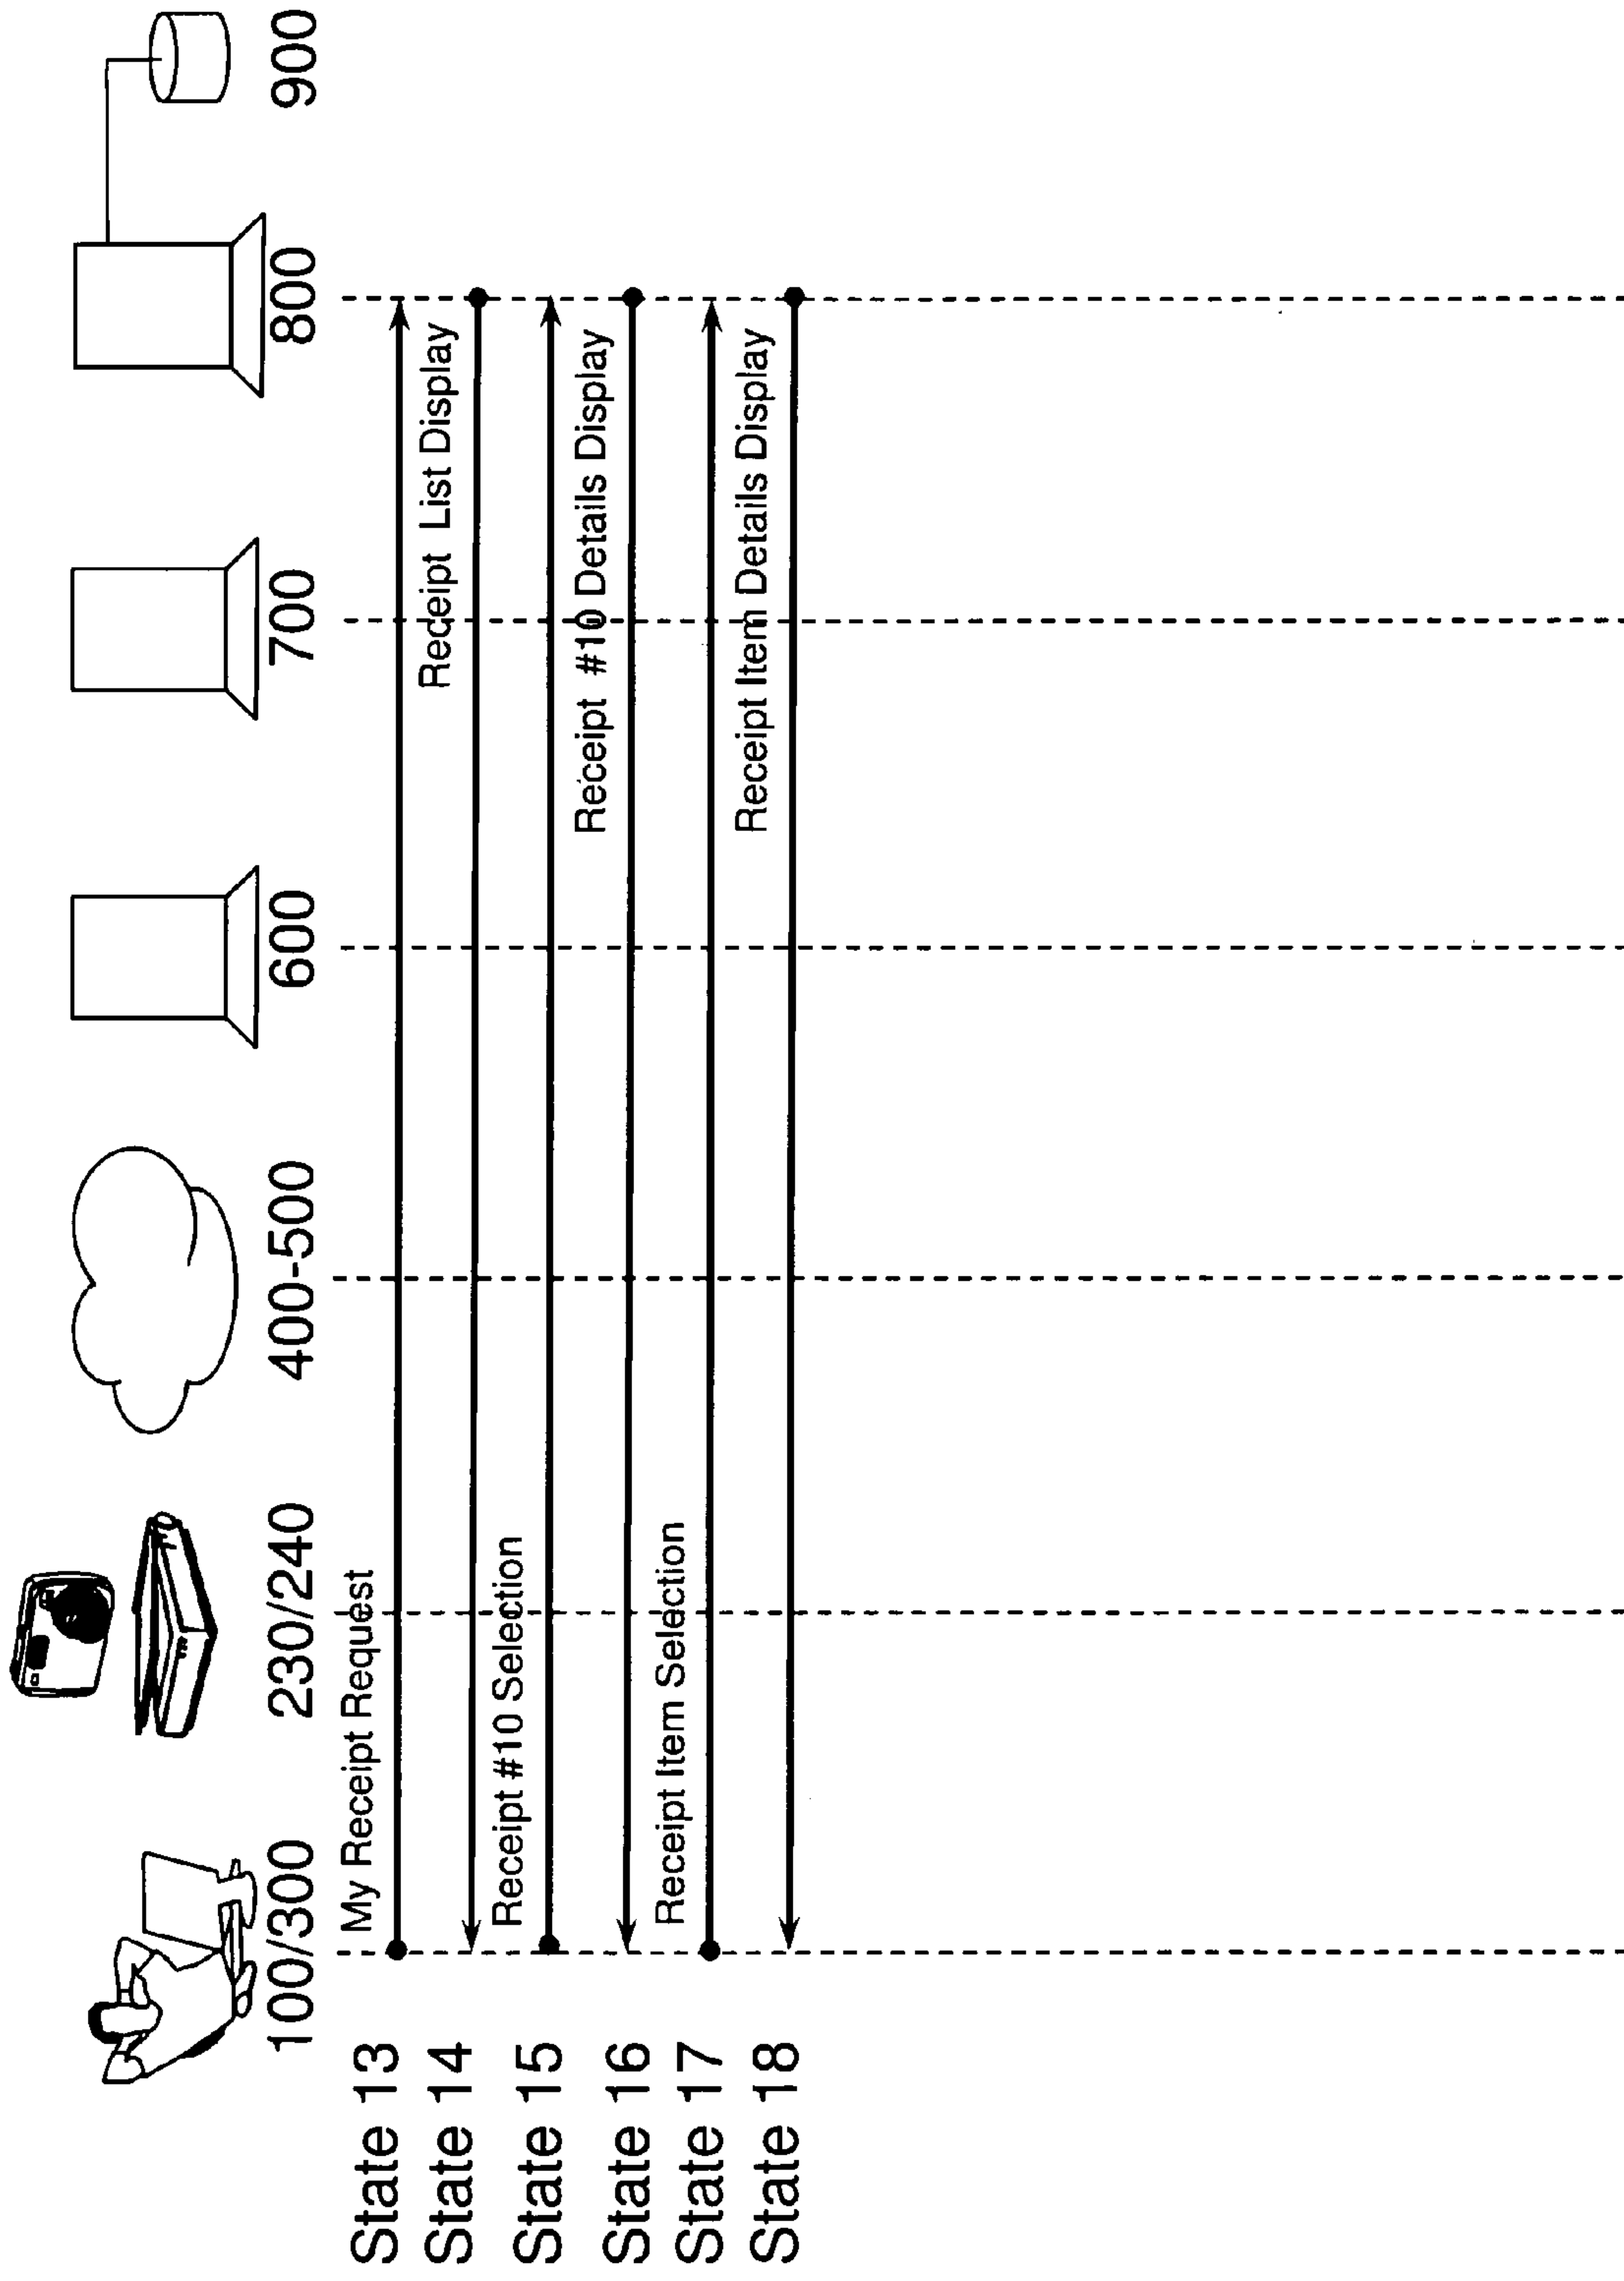 100/300 230/240 400-500 600 700 800 900
State 13 My Receipt Request
State 14 Receipt List Display
State 15 Receipt #10 Selection
State 16 Receipt #10 Details Display
State 17 Receipt Item Selection
State 18 Receipt Item Details Display